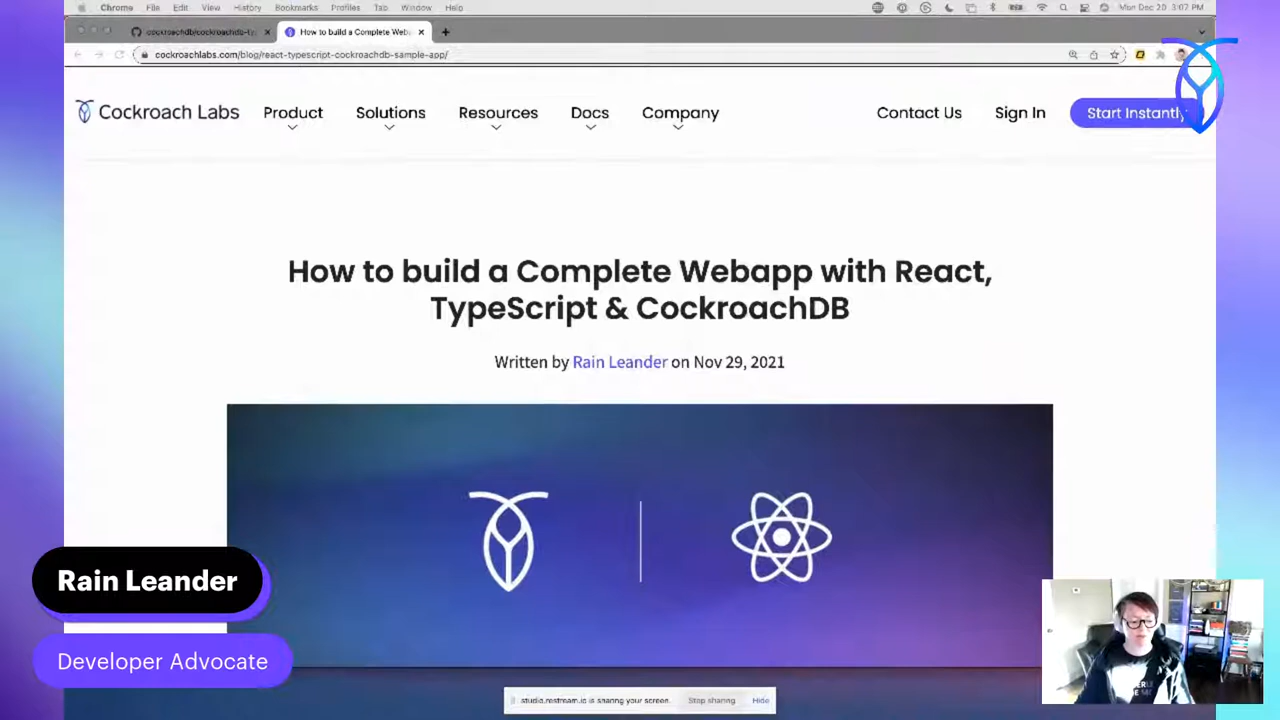 Chrome File Edit View History Bookmarks Profiles Tab Window Help
Mon Dec 20 3:07 PM
How to build a Complete Web
cockroachlabs.com/blog/react-typescript-cockroachdb-sample-app/
Cockroach Labs Product Solutions Resources Docs Company Contact Us Sign In Start Instantly
How to build a Complete Webapp with React,
TypeScript & CockroachDB
Written by Rain Leander on Nov 29, 2021
Rain Leander
Developer Advocate
studio.restream.io is sharing your screen. Stop sharing Hide